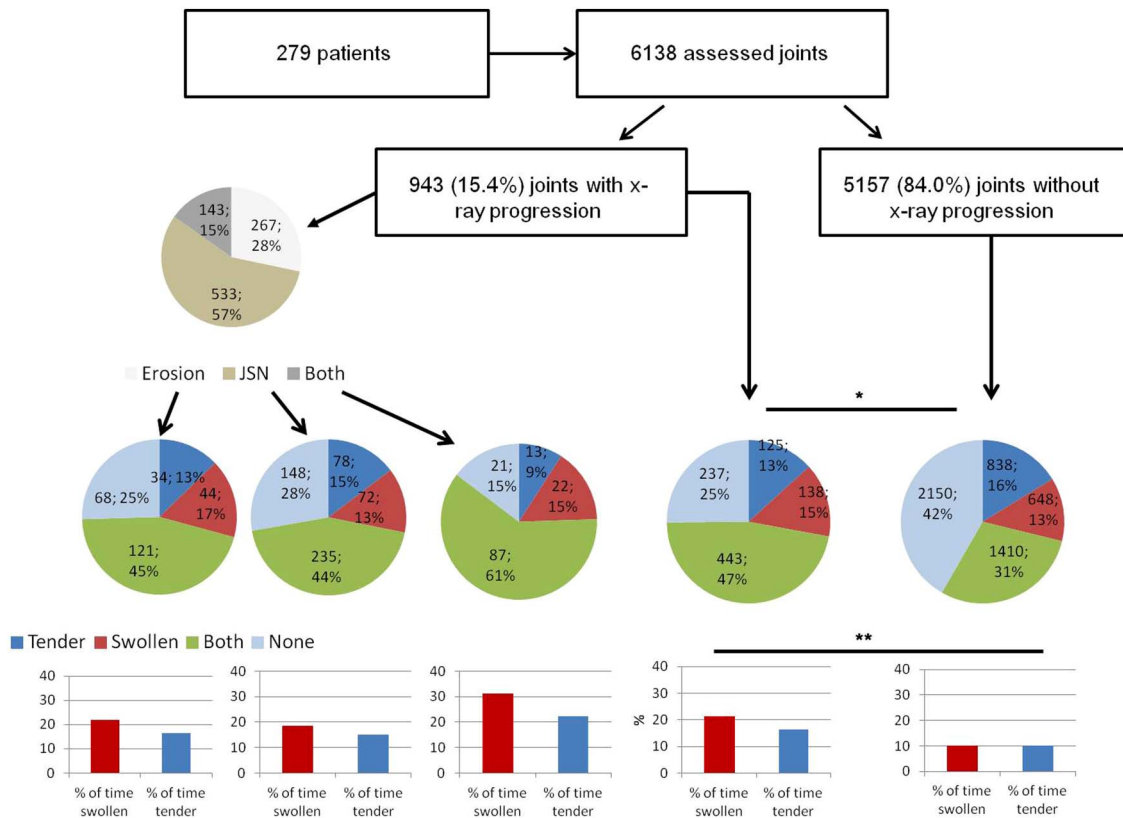 279 patients
6138 assessed joints
943 (15.4%) joints with x-
ray progression
5157 (84.0%) joints without
x-ray progression
143;
15%
267;
28%
533;
57%
Erosion JSN Both
*
34; 13%
44;
17%
121;
45%
68; 25%
78;
15%
72;
13%
235;
44%
148;
28%
13;
9%
22;
15%
87;
61%
21;
15%
125;
13%
138;
15%
443;
47%
237;
25%
838;
16%
648;
13%
1410;
31%
2150;
42%
Tender Swollen Both None
**
40
30
20
10
0
% of time
swollen
% of time
tender
40
30
20
10
0
% of time
swollen
% of time
tender
40
30
20
10
0
% of time
swollen
% of time
tender
%
40
30
20
10
0
% of time
swollen
% of time
tender
40
30
20
10
0
% of time
swollen
% of time
tender